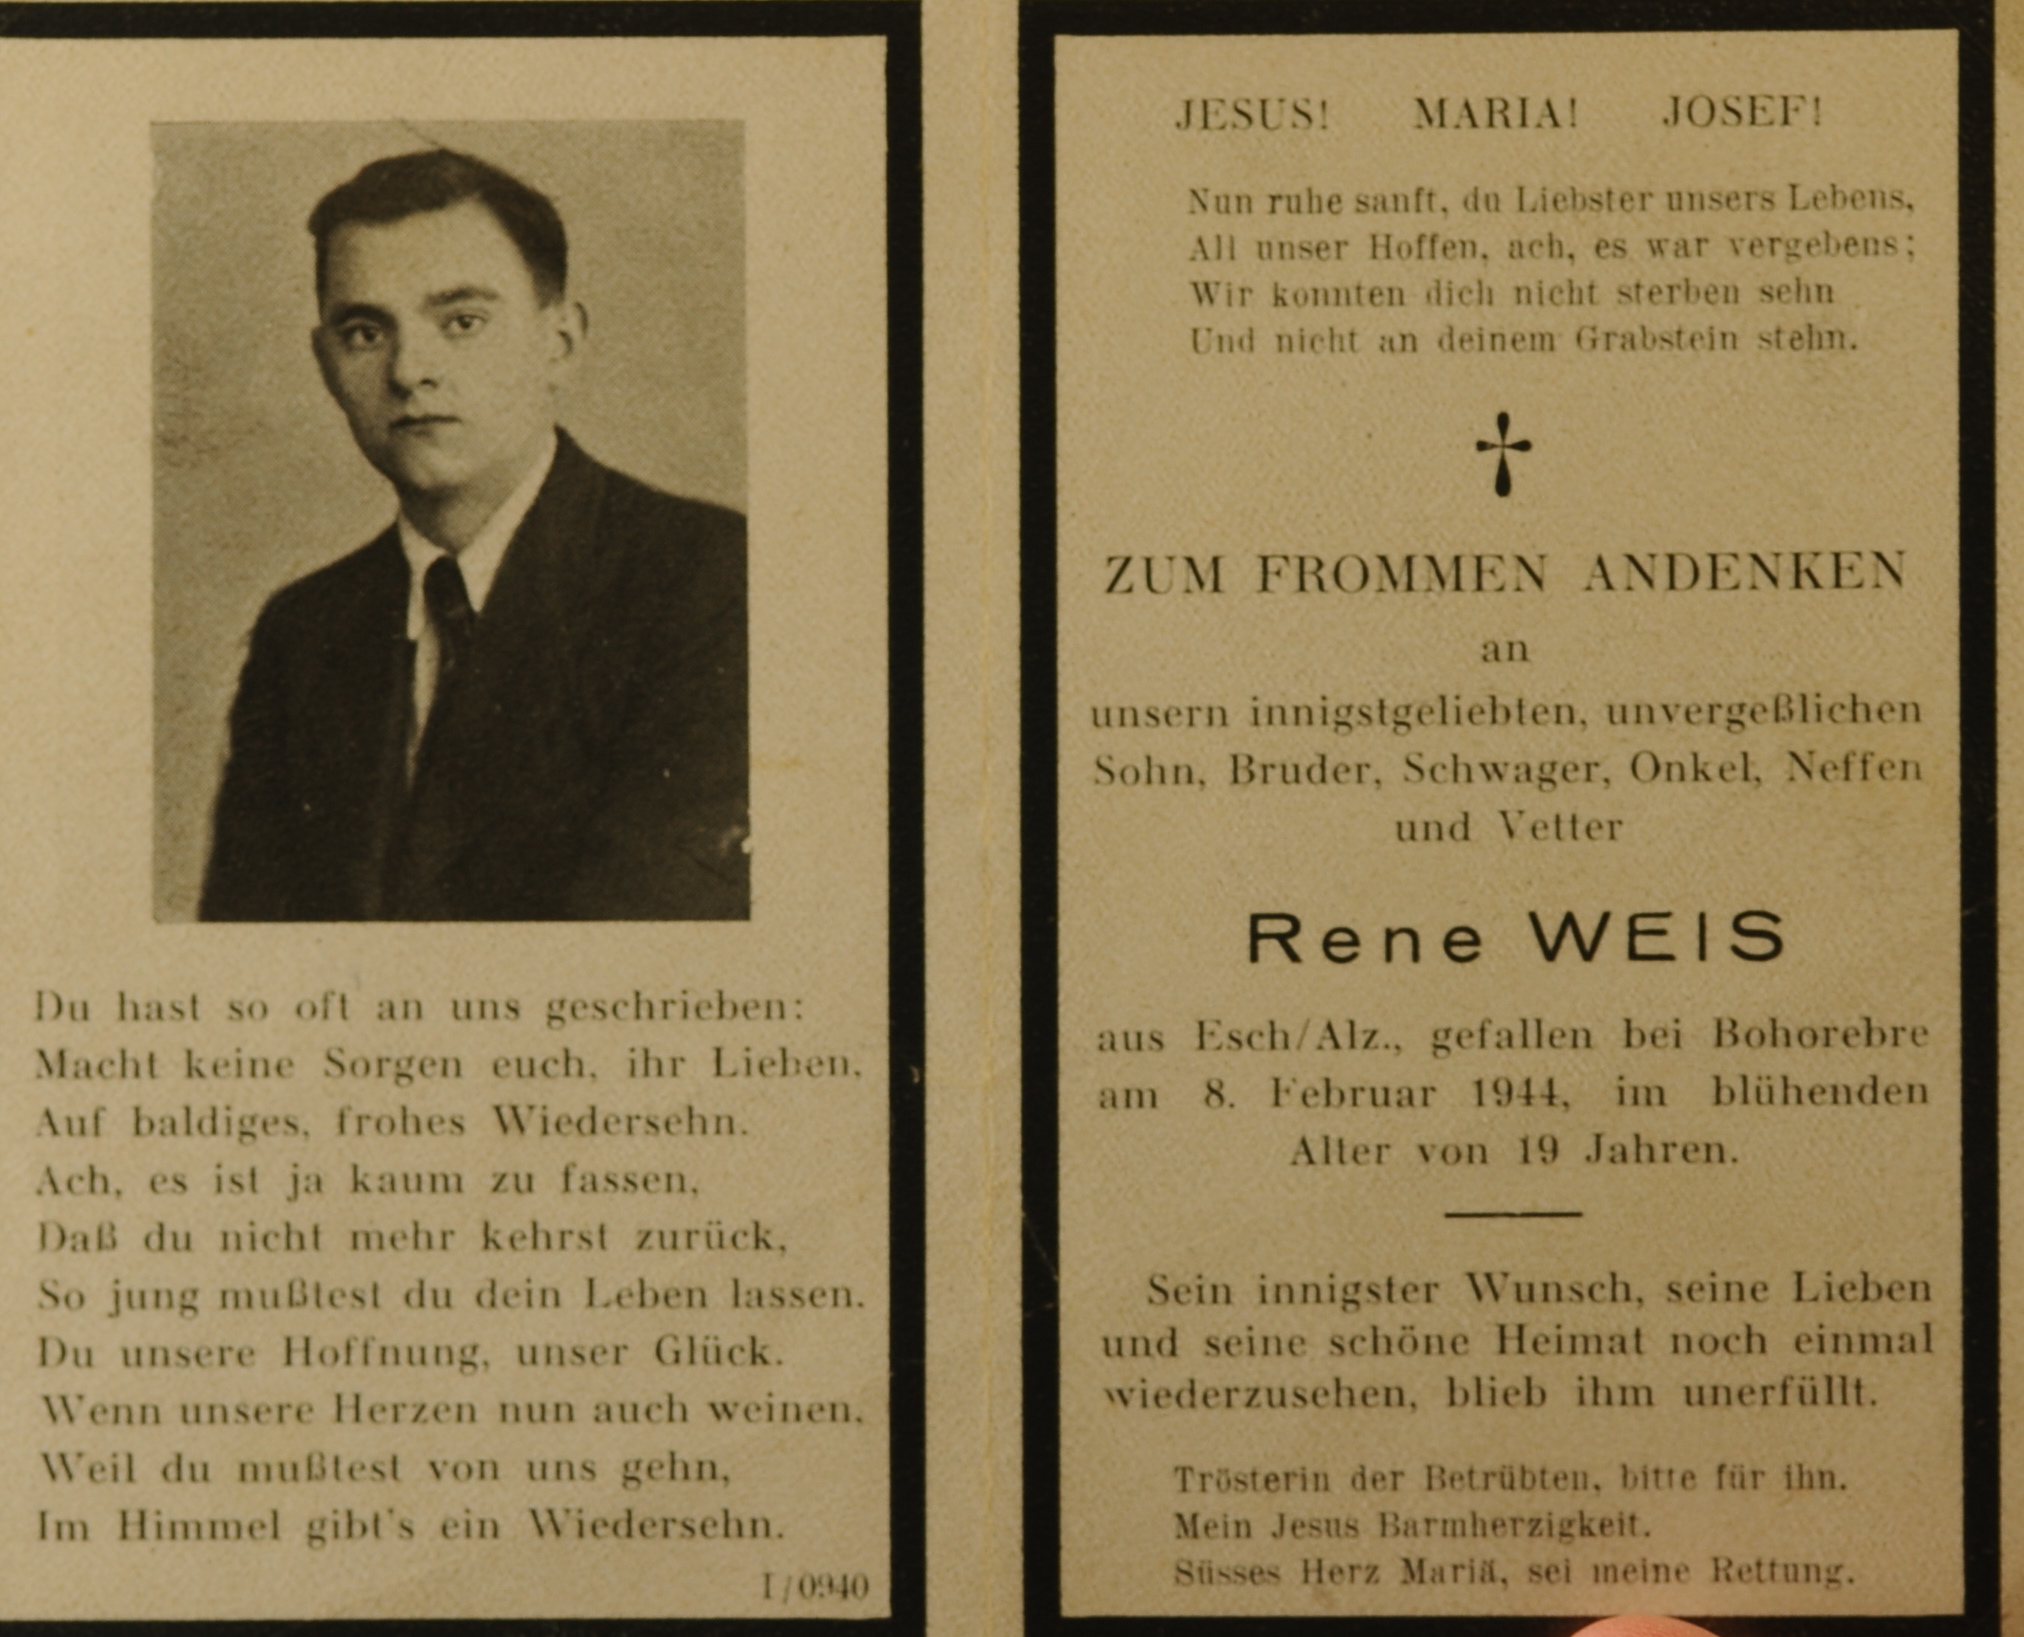 Du hast so oft an uns geschrieben:
Macht keine Sorgen euch, ihr Lieben,
Auf baldiges, frohes Wiedersehn.
Ach, es ist ja kaum zu fassen,
Daß du nicht mehr kehrst zurück,
So jung mußtest du dein Leben lassen.
Du unsere Hoffnung, unser Glück.
Wenn unsere Herzen nun auch weinen,
Weil du mußtest von uns gehn,
Im Himmel gibt's ein Wiedersehn.
I/0940
JESUS! MARIA! JOSEF!
Nun ruhe sanft, du Liebster unsers Lebens,
All unser Hoffen, ach, es war vergebens;
Wir konnten dich nicht sterben sehn
Und nicht an deinem Grabstein stehn.
ZUM FROMMEN ANDENKEN
an
unsern innigstgeliebten, unvergeßlichen
Sohn, Bruder, Schwager, Onkel, Neffen
und Vetter
Rene WEIS
aus Esch/Alz., gefallen bei Bohorebre
am 8. Februar 1944, im blühenden
Alter von 19 Jahren.
Sein innigster Wunsch, seine Lieben
und seine schöne Heimat noch einmal
wiederzusehen, blieb ihm unerfüllt.
Trösterin der Betrübten, bitte für ihn.
Mein Jesus Barmherzigkeit.
Süsses Herz Mariä, sei meine Rettung.